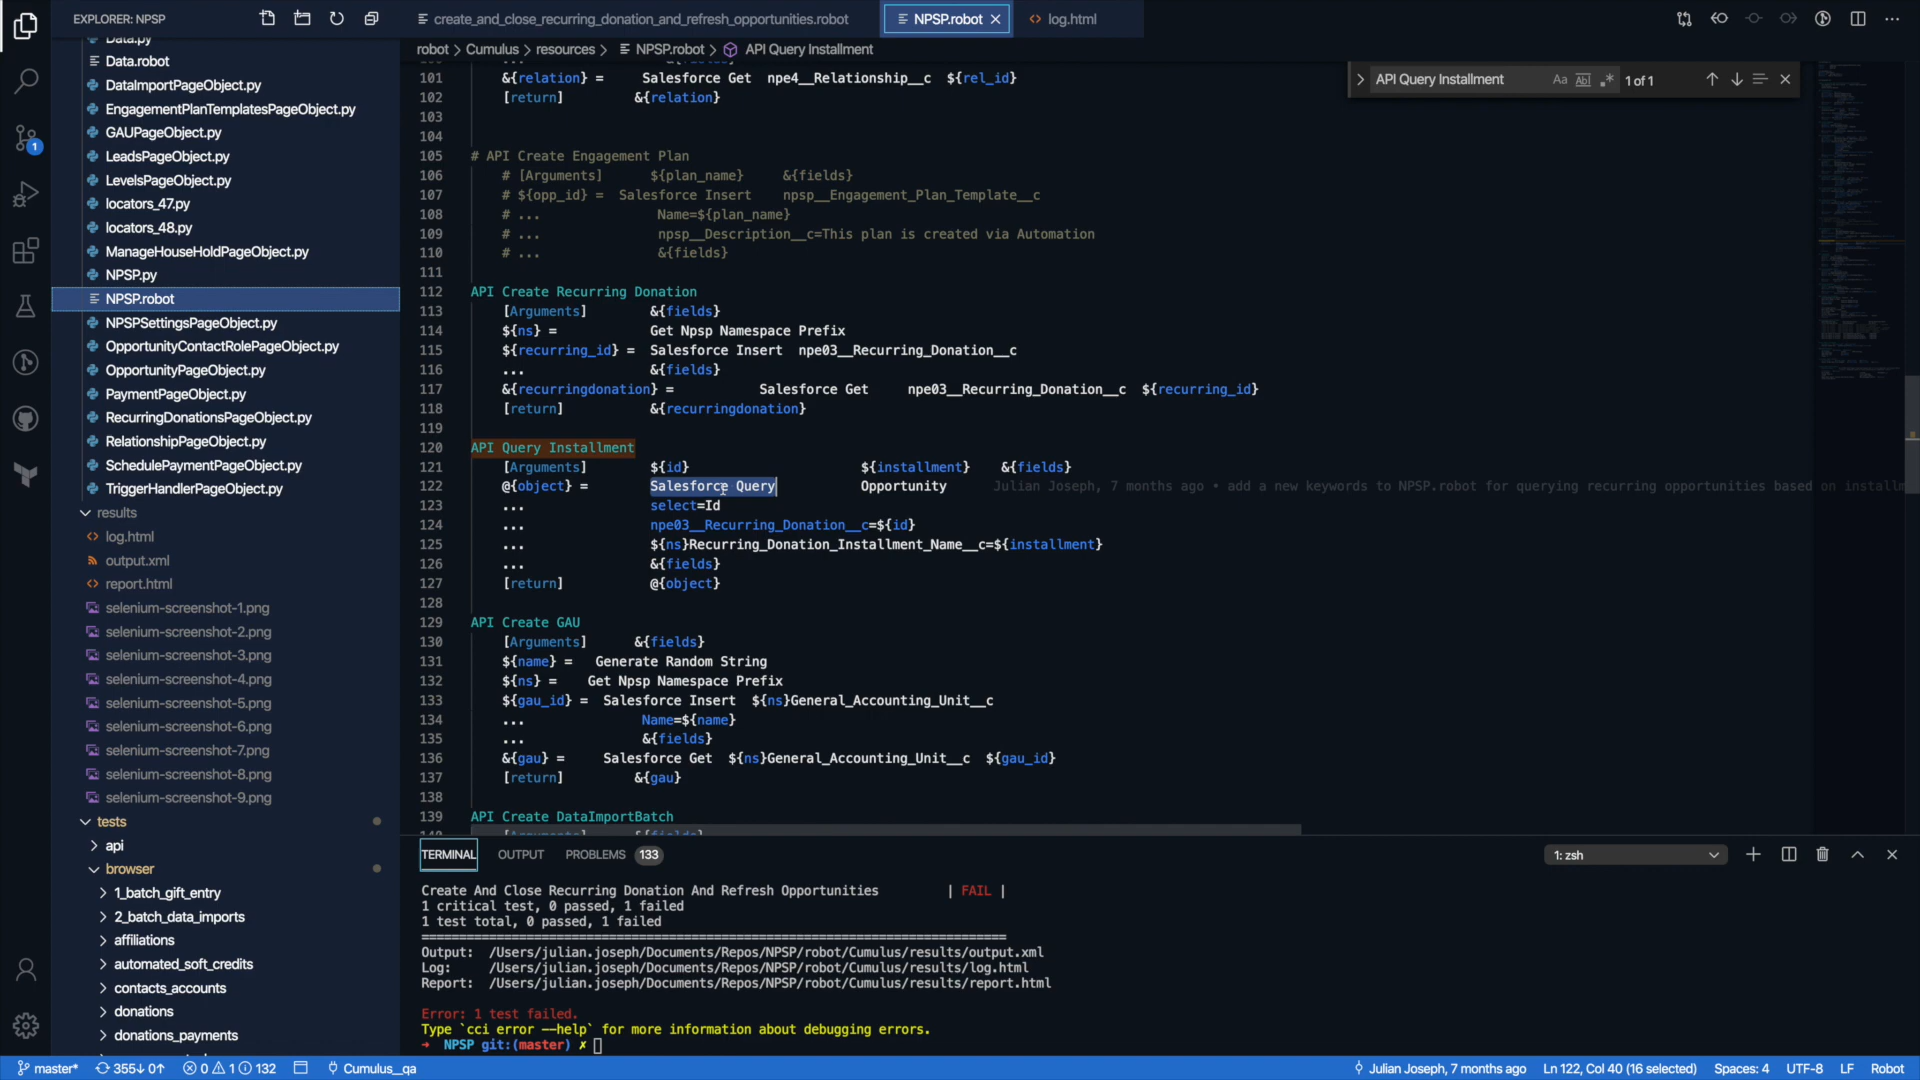 EXPLORER: NPSP
create_and_close_recurring_donation_and_refresh_opportunities.robot
NPSP.robot
log.html
robot > Cumulus > resources > NPSP.robot > API Query Installment
API Query Installment
Aa
1 of 1
Data.py
Data.robot
DataImportPageObject.py
EngagementPlanTemplatesPageObject.py
GAUPageObject.py
LeadsPageObject.py
LevelsPageObject.py
locators_47.py
locators_48.py
ManageHouseHoldPageObject.py
NPSP.py
NPSP.robot
NPSPSettingsPageObject.py
OpportunityContactRolePageObject.py
OpportunityPageObject.py
PaymentPageObject.py
RecurringDonationsPageObject.py
RelationshipPageObject.py
SchedulePaymentPageObject.py
TriggerHandlerPageObject.py
results
log.html
output.xml
report.html
selenium-screenshot-1.png
selenium-screenshot-2.png
selenium-screenshot-3.png
selenium-screenshot-4.png
selenium-screenshot-5.png
selenium-screenshot-6.png
selenium-screenshot-7.png
selenium-screenshot-8.png
selenium-screenshot-9.png
tests
api
browser
1_batch_gift_entry
2_batch_data_imports
affiliations
automated_soft_credits
contacts_accounts
donations
donations_payments
1
101 &{relation} = Salesforce Get npe4__Relationship__c ${rel_id}
102 [return] &{relation}
103
104
105 # API Create Engagement Plan
106 # [Arguments] ${plan_name} &{fields}
107 # ${opp_id} = Salesforce Insert npsp__Engagement_Plan_Template__c
108 # ... Name=${plan_name}
109 # ... npsp__Description__c=This plan is created via Automation
110 # ... &{fields}
111
112 API Create Recurring Donation
113 [Arguments] &{fields}
114 ${ns} = Get Npsp Namespace Prefix
115 ${recurring_id} = Salesforce Insert npe03__Recurring_Donation__c
116 ... &{fields}
117 &{recurringdonation} = Salesforce Get npe03__Recurring_Donation__c ${recurring_id}
118 [return] &{recurringdonation}
119
120 API Query Installment
121 [Arguments] ${id} ${installment} &{fields}
122 @{object} = Salesforce Query Opportunity Julian Joseph, 7 months ago • add a new keywords to NPSP.robot for querying recurring opportunities based on installm
123 ... select=Id
124 ... npe03__Recurring_Donation__c=${id}
125 ... ${ns}Recurring_Donation_Installment_Name__c=${installment}
126 ... &{fields}
127 [return] @{object}
128
129 API Create GAU
130 [Arguments] &{fields}
131 ${name} = Generate Random String
132 ${ns} = Get Npsp Namespace Prefix
133 ${gau_id} = Salesforce Insert ${ns}General_Accounting_Unit__c
134 ... Name=${name}
135 ... &{fields}
136 &{gau} = Salesforce Get ${ns}General_Accounting_Unit__c ${gau_id}
137 [return] &{gau}
138
139 API Create DataImportBatch
TERMINAL OUTPUT PROBLEMS 133
1: zsh
Create And Close Recurring Donation And Refresh Opportunities | FAIL |
1 critical test, 0 passed, 1 failed
1 test total, 0 passed, 1 failed
==============================================================================
Output: /Users/julian.joseph/Documents/Repos/NPSP/robot/Cumulus/results/output.xml
Log: /Users/julian.joseph/Documents/Repos/NPSP/robot/Cumulus/results/log.html
Report: /Users/julian.joseph/Documents/Repos/NPSP/robot/Cumulus/results/report.html
Error: 1 test failed.
Type `cci error --help` for more information about debugging errors.
➜ NPSP git:(master) ✗
master* 355↓ 0↑ 0 1 132 Cumulus__qa
Julian Joseph, 7 months ago Ln 122, Col 40 (16 selected) Spaces: 4 UTF-8 LF Robot